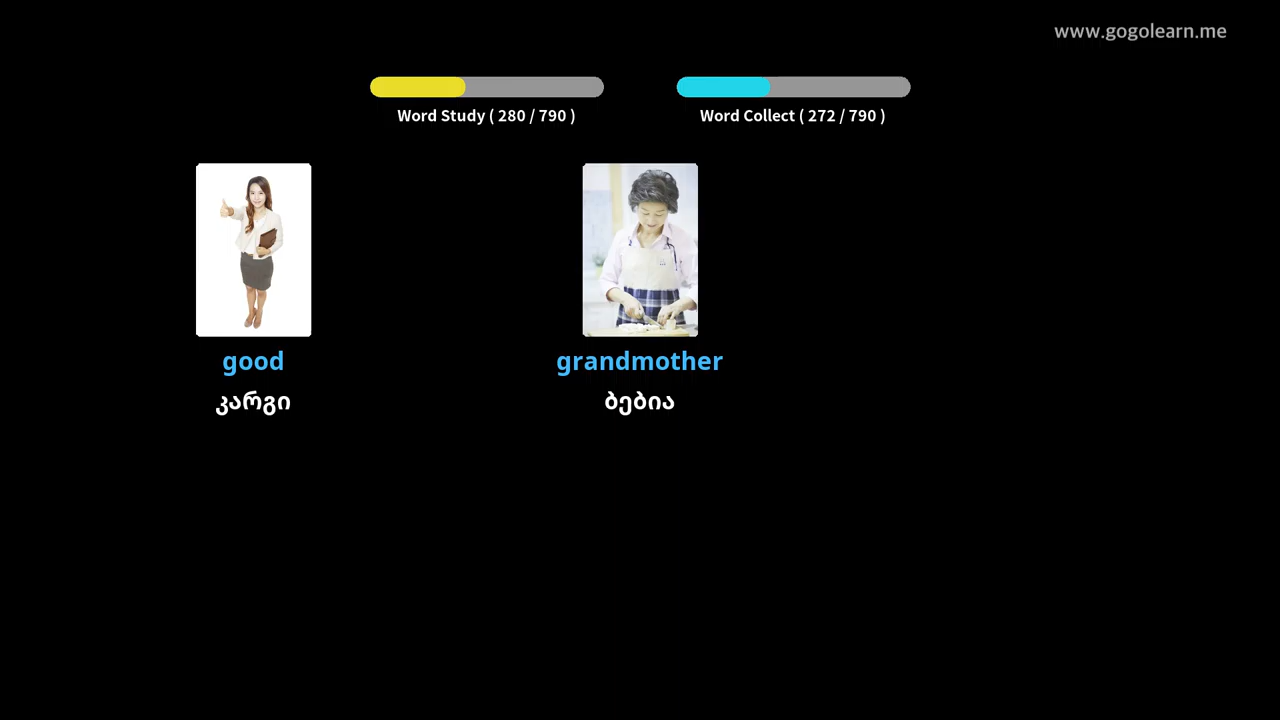 www.gogolearn.me
Word Study ( 280 / 790 )
Word Collect ( 272 / 790 )
good
grandmother
კარგი
ბებია